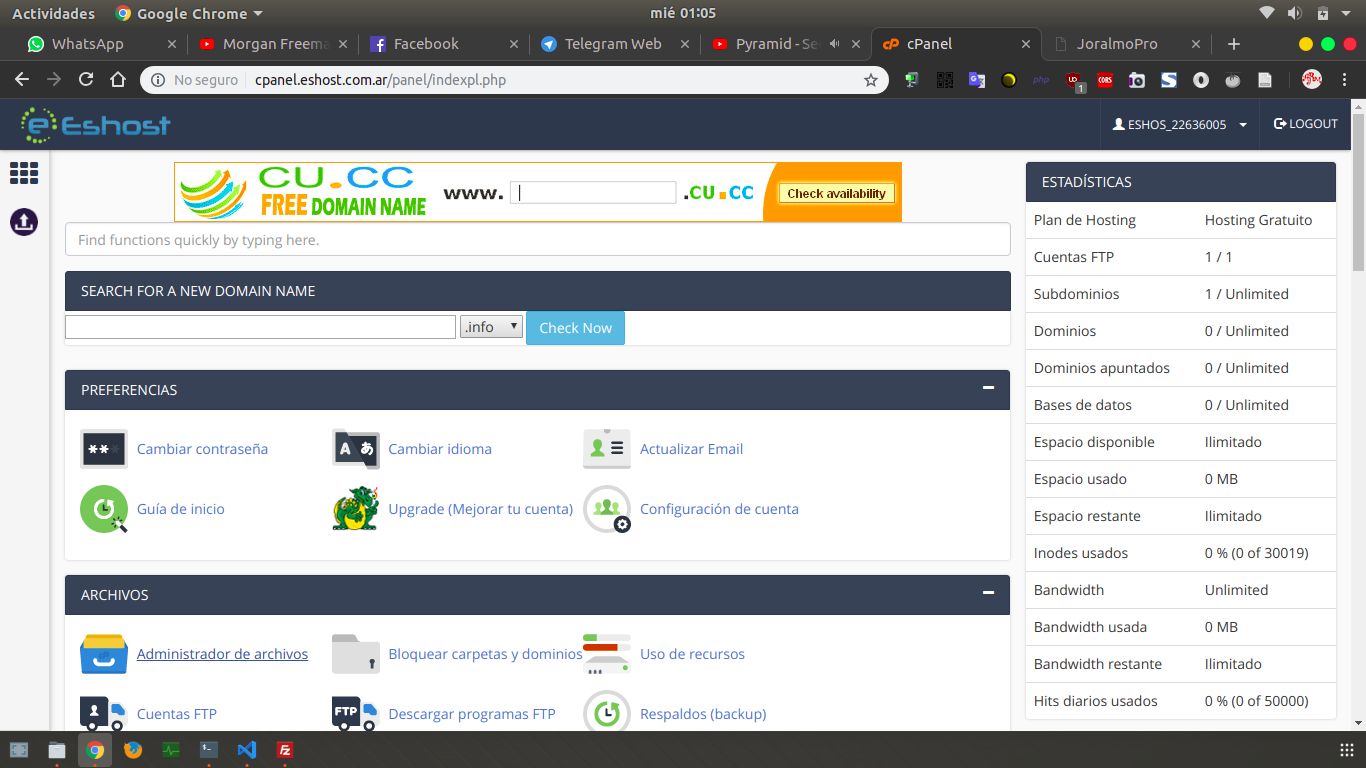 Actividades Google Chrome mié 01:05
WhatsApp Morgan Freema Facebook Telegram Web Pyramid - Se cPanel JoralmoPro
No seguro cpanel.eshost.com.ar/panel/indexpl.php php UD 1 CORS
e Eshost ESHOS_22636005 LOGOUT
CU.CC
FREE DOMAIN NAME www. .CU.CC Check availability
Find functions quickly by typing here.
SEARCH FOR A NEW DOMAIN NAME
.info Check Now
PREFERENCIAS
Cambiar contraseña Cambiar idioma Actualizar Email
Guía de inicio Upgrade (Mejorar tu cuenta) Configuración de cuenta
ARCHIVOS
Administrador de archivos Bloquear carpetas y dominios Uso de recursos
Cuentas FTP FTP Descargar programas FTP Respaldos (backup)
ESTADÍSTICAS
Plan de Hosting Hosting Gratuito
Cuentas FTP 1 / 1
Subdominios 1 / Unlimited
Dominios 0 / Unlimited
Dominios apuntados 0 / Unlimited
Bases de datos 0 / Unlimited
Espacio disponible Ilimitado
Espacio usado 0 MB
Espacio restante Ilimitado
Inodes usados 0 % (0 of 30019)
Bandwidth Unlimited
Bandwidth usada 0 MB
Bandwidth restante Ilimitado
Hits diarios usados 0 % (0 of 50000)